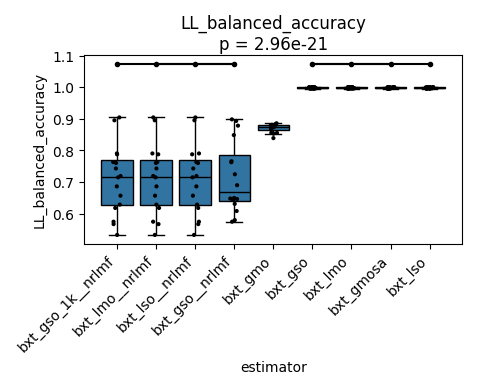 LL_balanced_accuracy
p = 2.96e-21
LL_balanced_accuracy
1.1
1.0
0.9
0.8
0.7
0.6
bxt_gso_1k__nrlmf
bxt_lmo__nrlmf
bxt_lso__nrlmf
bxt_gso__nrlmf
bxt_gmo
bxt_gso
bxt_lmo
bxt_gmosa
bxt_lso
estimator